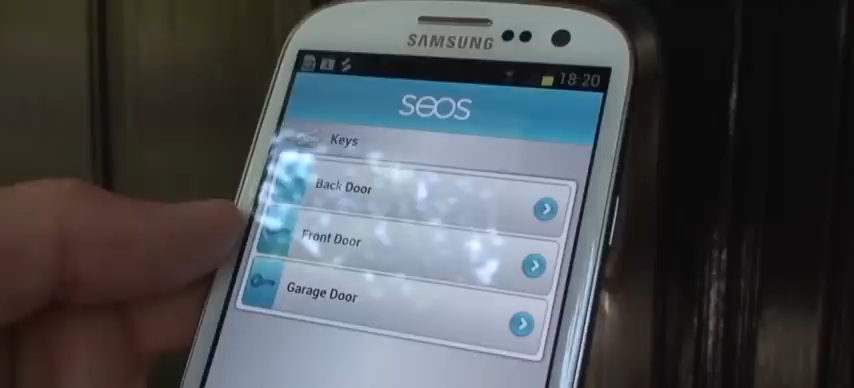 SAMSUNG
18:20
seos
Keys
Back Door
Front Door
Garage Door